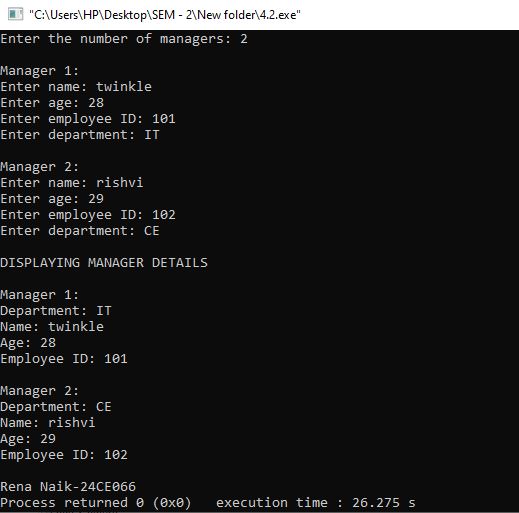 "C:\Users\HP\Desktop\SEM - 2\New folder\4.2.exe"
Enter the number of managers: 2
Manager 1:
Enter name: twinkle
Enter age: 28
Enter employee ID: 101
Enter department: IT
Manager 2:
Enter name: rishvi
Enter age: 29
Enter employee ID: 102
Enter department: CE
DISPLAYING MANAGER DETAILS
Manager 1:
Department: IT
Name: twinkle
Age: 28
Employee ID: 101
Manager 2:
Department: CE
Name: rishvi
Age: 29
Employee ID: 102
Rena Naik-24CE066
Process returned 0 (0x0)   execution time : 26.275 s